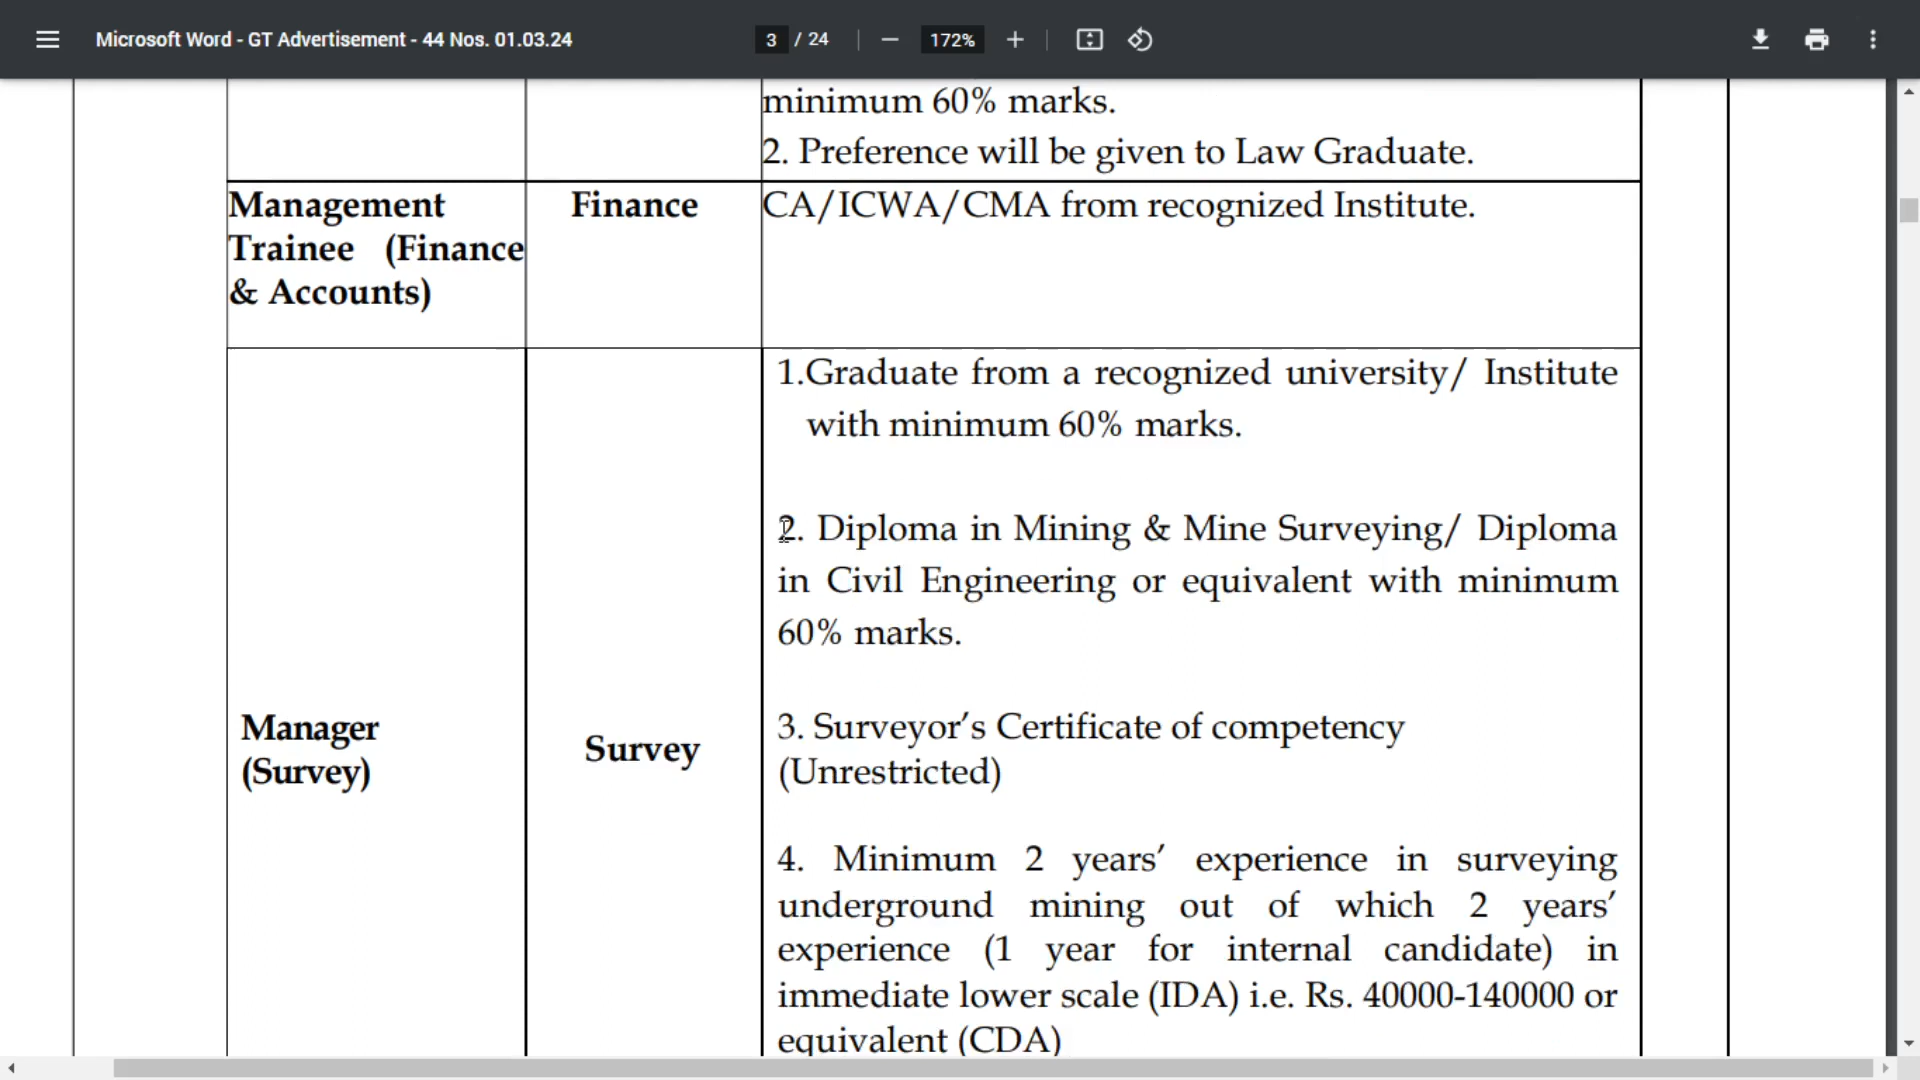 Microsoft Word - GT Advertisement - 44 Nos. 01.03.24
3 / 24
172%
minimum 60% marks.
2. Preference will be given to Law Graduate.
Management
Trainee (Finance
& Accounts)
Finance
CA/ICWA/CMA from recognized Institute.
Manager
(Survey)
Survey
1.Graduate from a recognized university/ Institute
with minimum 60% marks.
2. Diploma in Mining & Mine Surveying/ Diploma
in Civil Engineering or equivalent with minimum
60% marks.
3. Surveyor’s Certificate of competency
(Unrestricted)
4. Minimum 2 years’ experience in surveying
underground mining out of which 2 years’
experience (1 year for internal candidate) in
immediate lower scale (IDA) i.e. Rs. 40000-140000 or
equivalent (CDA)